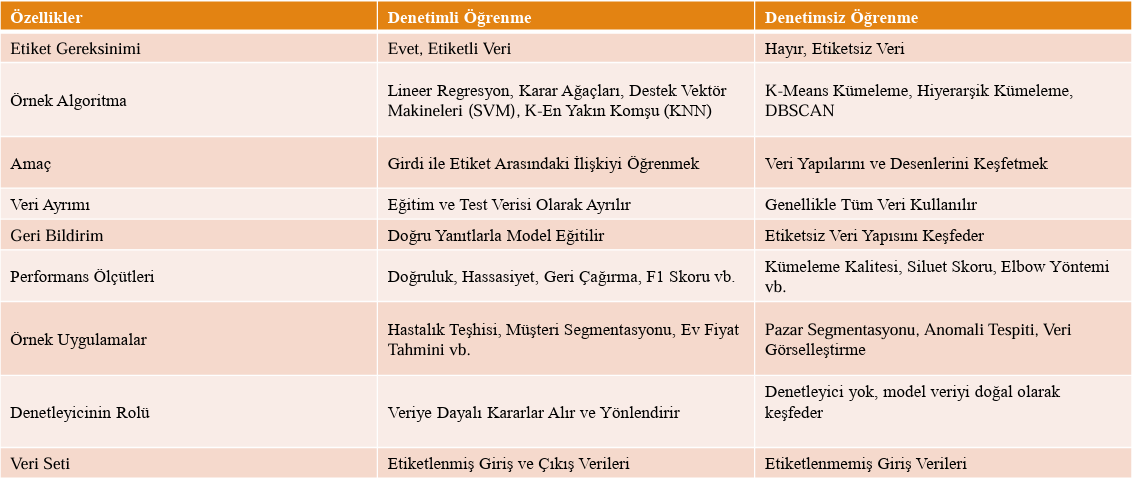 Özellikler
Denetimli Öğrenme
Denetimsiz Öğrenme
Etiket Gereksinimi
Evet, Etiketli Veri
Hayır, Etiketsiz Veri
Örnek Algoritma
Lineer Regresyon, Karar Ağaçları, Destek Vektör
Makineleri (SVM), K-En Yakın Komşu (KNN)
K-Means Kümeleme, Hiyerarşik Kümeleme,
DBSCAN
Amaç
Girdi ile Etiket Arasındaki İlişkiyi Öğrenmek
Veri Yapılarını ve Desenlerini Keşfetmek
Veri Ayrımı
Eğitim ve Test Verisi Olarak Ayrılır
Genellikle Tüm Veri Kullanılır
Geri Bildirim
Doğru Yanıtlarla Model Eğitilir
Etiketsiz Veri Yapısını Keşfeder
Performans Ölçütleri
Doğruluk, Hassasiyet, Geri Çağırma, F1 Skoru vb.
Kümeleme Kalitesi, Siluet Skoru, Elbow Yöntemi
vb.
Örnek Uygulamalar
Hastalık Teşhisi, Müşteri Segmentasyonu, Ev Fiyat
Tahmini vb.
Pazar Segmentasyonu, Anomali Tespiti, Veri
Görselleştirme
Denetleyicinin Rolü
Veriye Dayalı Kararlar Alır ve Yönlendirir
Denetleyici yok, model veriyi doğal olarak
keşfeder
Veri Seti
Etiketlenmiş Giriş ve Çıkış Verileri
Etiketlenmemiş Giriş Verileri